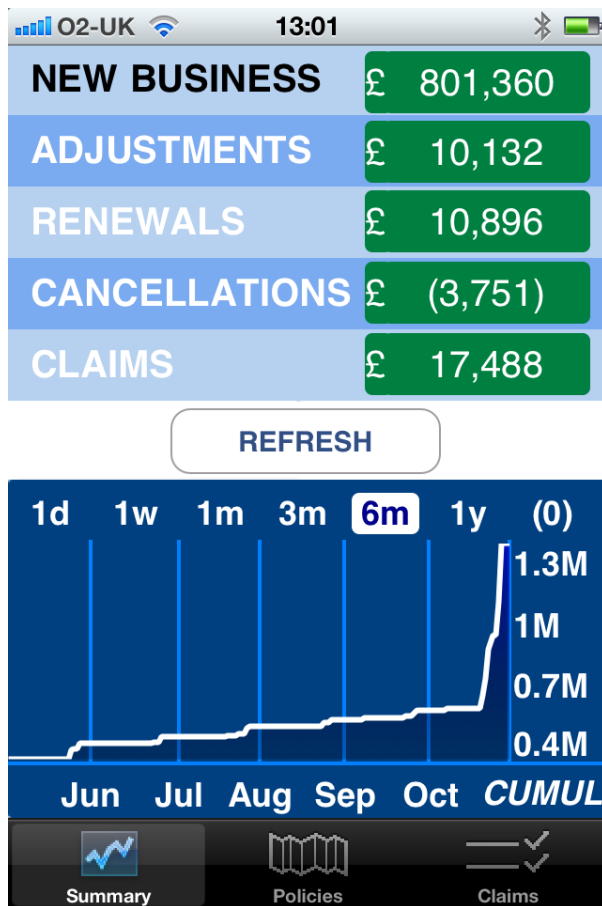 O2-UK 13:01
NEW BUSINESS £ 801,360
ADJUSTMENTS £ 10,132
RENEWALS £ 10,896
CANCELLATIONS £ (3,751)
CLAIMS £ 17,488
REFRESH
1d 1w 1m 3m 6m 1y (0)
1.3M
1M
0.7M
0.4M
Jun Jul Aug Sep Oct CUMUL
Summary Policies Claims